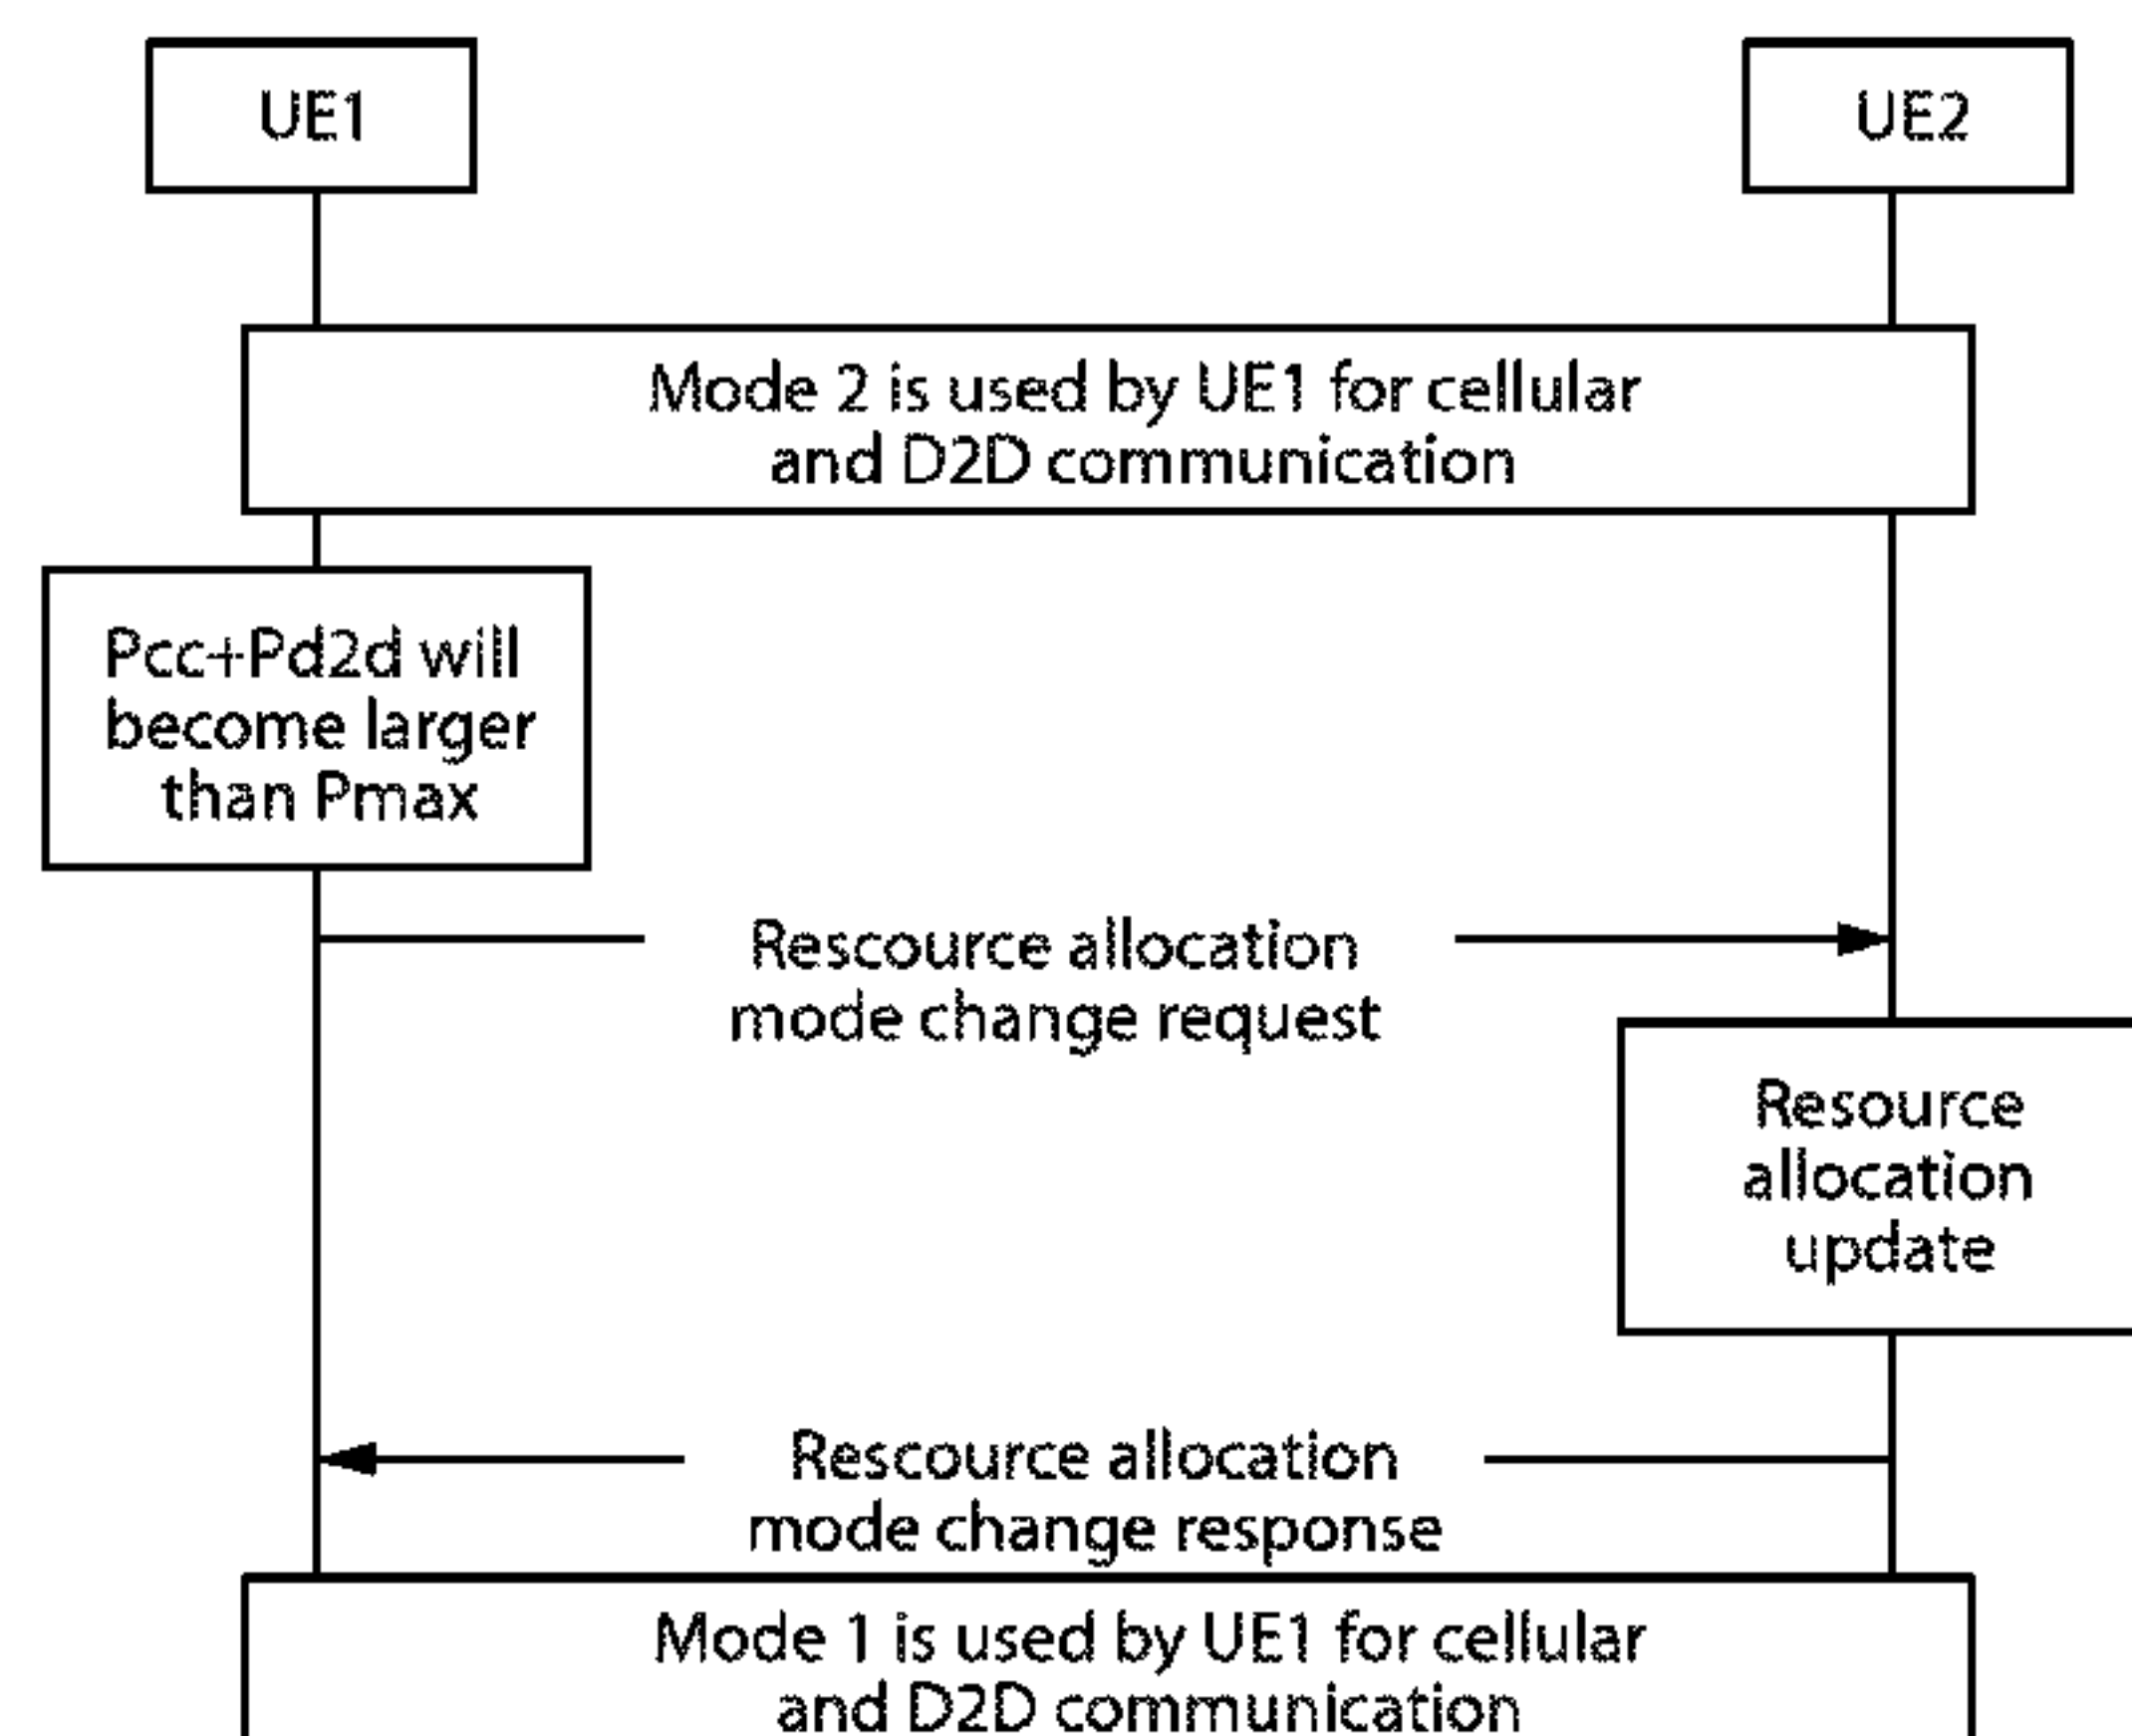 UE1
UE2
Mode 2 is used by UE1 for cellular
and D2D communication
Pcc+Pd2d will
become larger
than Pmax
Rescource allocation
mode change request
Resource
allocation
update
Rescource allocation
mode change response
Mode 1 is used by UE1 for cellular
and D2D communication